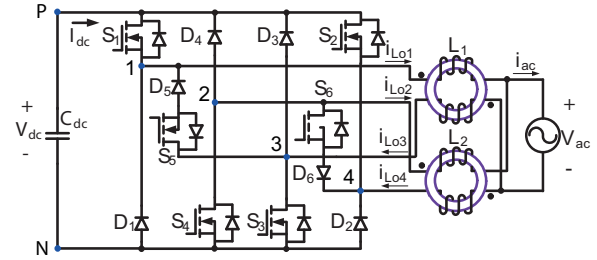 P
I_dc
S_1
D_4
D_3
S_2
i_Lo1
L_1
i_ac
1
D_5
2
S_6
i_Lo2
+
V_dc
-
C_dc
S_5
3
i_Lo3
L_2
+
V_ac
-
D_6
4
i_Lo4
D_1
S_4
S_3
D_2
N